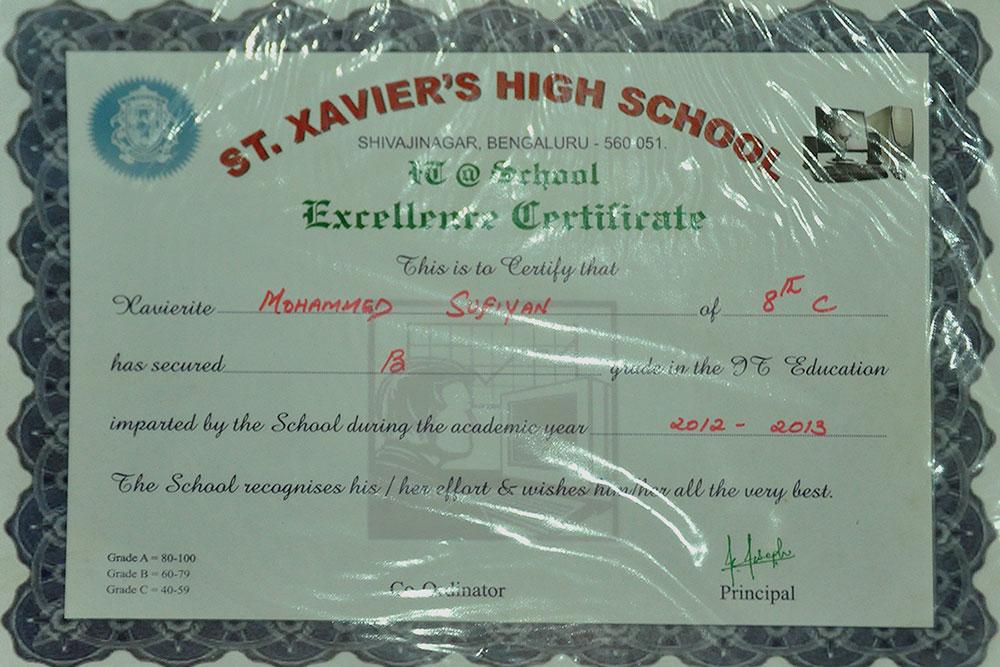 ST. XAVIER'S HIGH SCHOOL
SHIVAJINAGAR, BENGALURU - 560 051.
IT @ School
Excellence Certificate
This is to Certify that
Xavierite MOHAMMED SUFIYAN of 8TH C
has secured B grade in the IT Education
imparted by the School during the academic year 2012 - 2013
The School recognises his / her effort & wishes him/her all the very best.
Grade A = 80-100
Grade B = 60-79
Grade C = 40-59
Co-Ordinator
Principal